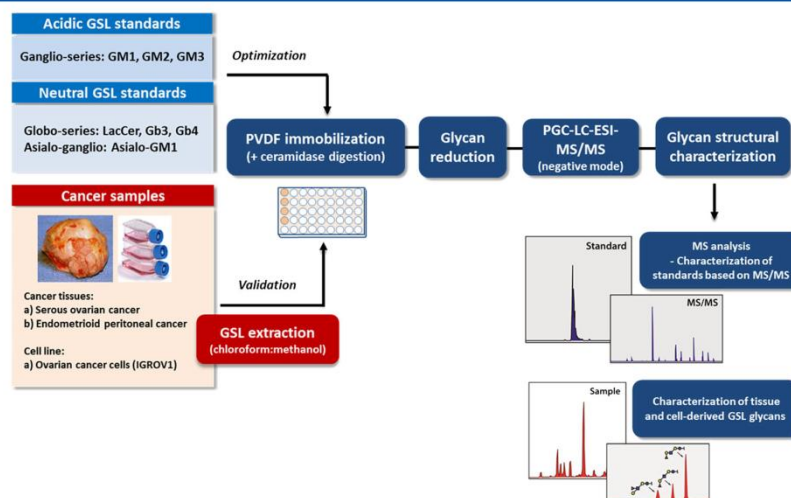 Acidic GSL standards
Ganglio-series: GM1, GM2, GM3
Neutral GSL standards
Globo-series: LacCer, Gb3, Gb4
Asialo-ganglio: Asialo-GM1
Cancer samples
Cancer tissues:
a) Serous ovarian cancer
b) Endometrioid peritoneal cancer
Cell line:
a) Ovarian cancer cells (IGROV1)
Optimization
Validation
GSL extraction
(chloroform:methanol)
PVDF immobilization
(+ ceramidase digestion)
Glycan
reduction
PGC-LC-ESI-
MS/MS
(negative mode)
Glycan structural
characterization
Standard
MS/MS
MS analysis
- Characterization of
standards based on MS/MS
Sample
Characterization of tissue
and cell-derived GSL glycans